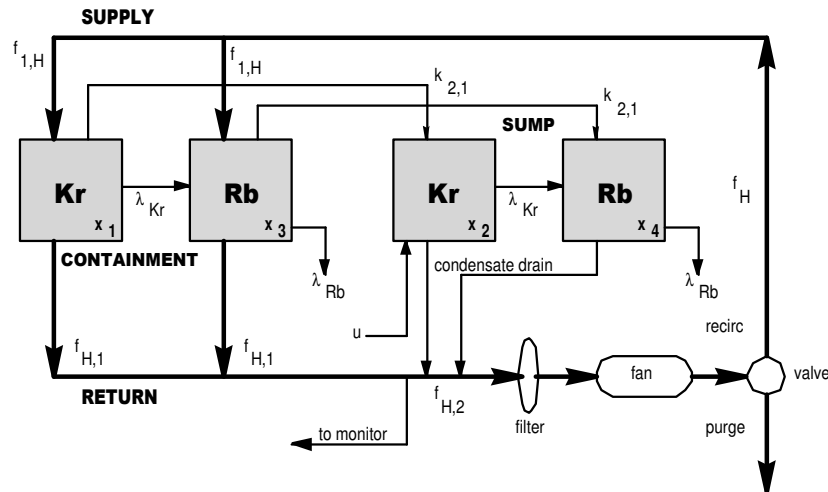 SUPPLY
f 1,H
f 1,H
k 2,1
k 2,1
SUMP
Kr
x 1
λ Kr
Rb
x 3
Kr
x 2
λ Kr
Rb
x 4
f H
CONTAINMENT
λ Rb
condensate drain
λ Rb
u
recirc
f H,1
f H,1
RETURN
f H,2
filter
fan
valve
to monitor
purge